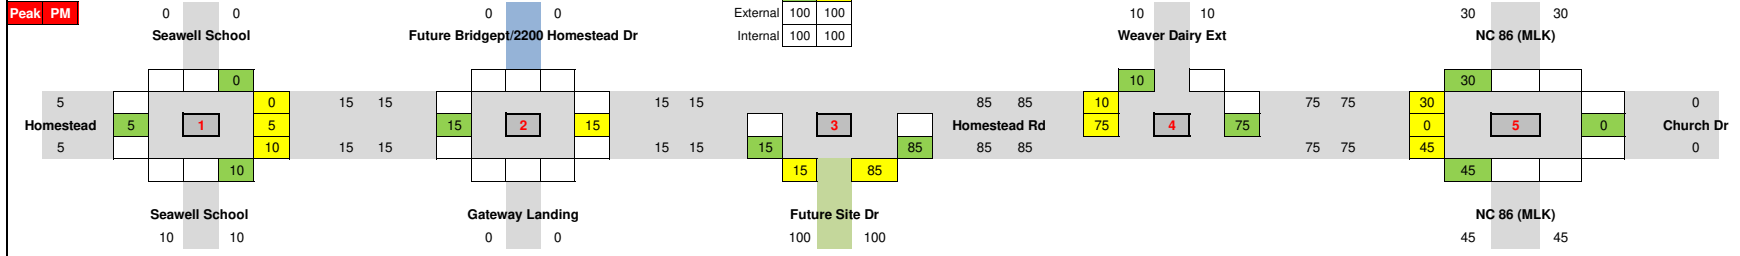 Peak PM 0 0 0 0 External 100 100 10 10 30 30
Seawell School Future Bridgept/2200 Homestead Dr Internal 100 100 Weaver Dairy Ext NC 86 (MLK)
0 10 30
5 0 15 15 15 15 15 15 85 85 10 75 75 30 0
Homestead 5 1 5 15 2 15 3 Homestead Rd 75 4 75 0 5 0 Church Dr
5 10 15 15 15 15 15 85 85 85 75 75 45 0
10 15 85 45
Seawell School Gateway Landing Future Site Dr NC 86 (MLK)
10 10 0 0 100 100 45 45